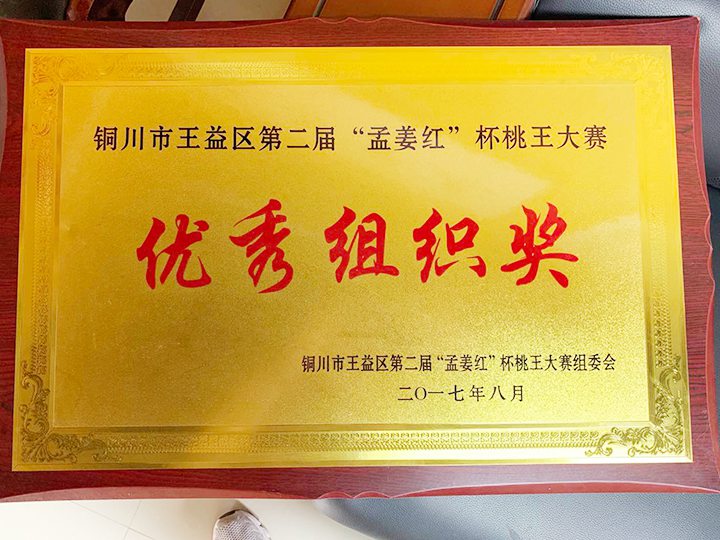 铜川市王益区第二届“孟姜红”杯桃王大赛
优秀组织奖
铜川市王益区第二届“孟姜红”杯桃王大赛组委会
二〇一七年八月